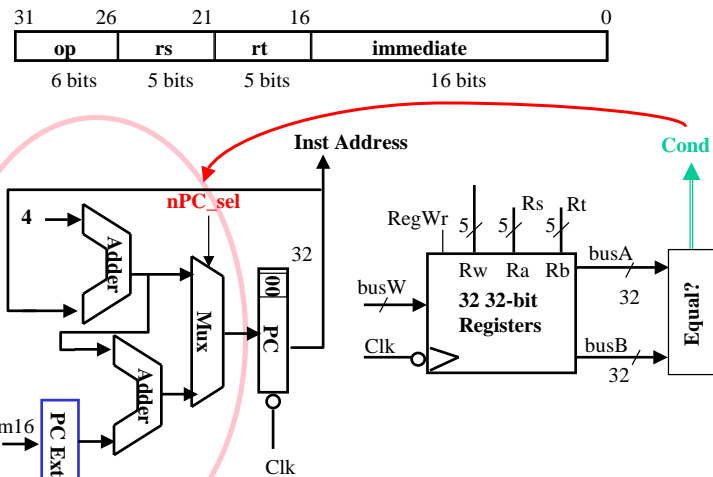 31 26 21 16 0
op rs rt immediate
6 bits 5 bits 5 bits 16 bits
Inst Address
Cond
nPC_sel
4
Adder
32
RegWr
5
5
Rs
5
Rt
busA
Rw Ra Rb
busW
32 32-bit
Registers
32
Equal?
00
PC
Mux
Clk
busB
32
Adder
m16
PC Ext
Clk